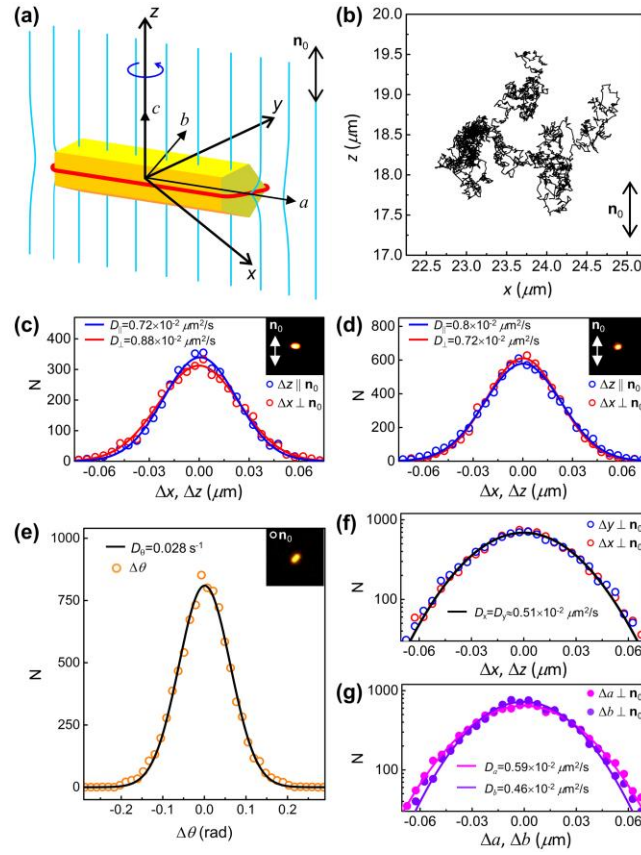 (a)
z
n₀
c
b
y
a
x
(b)
20.0
19.5
19.0
18.5
18.0
17.5
17.0
z (μm)
n₀
22.5 23.0 23.5 24.0 24.5 25.0
x (μm)
(c)
D∥=0.72×10⁻² μm²/s
D⊥=0.88×10⁻² μm²/s
n₀
Δz ∥ n₀
Δx ⊥ n₀
400
300
200
100
0
N
-0.06 -0.03 0.00 0.03 0.06
Δx, Δz (μm)
(d)
D∥=0.8×10⁻² μm²/s
D⊥=0.72×10⁻² μm²/s
n₀
Δz ∥ n₀
Δx ⊥ n₀
800
600
400
200
0
N
-0.06 -0.03 0.00 0.03 0.06
Δx, Δz (μm)
(e)
Dθ=0.028 s⁻¹
Δθ
n₀
1000
750
500
250
0
N
-0.2 -0.1 0.0 0.1 0.2
Δθ (rad)
(f)
Δy ⊥ n₀
Δx ⊥ n₀
1000
100
N
Dx=Dy≈0.51×10⁻² μm²/s
-0.06 -0.03 0.00 0.03 0.06
Δx, Δz (μm)
(g)
Δa ⊥ n₀
Δb ⊥ n₀
1000
100
N
Da=0.59×10⁻² μm²/s
Db=0.46×10⁻² μm²/s
-0.06 -0.03 0.00 0.03 0.06
Δa, Δb (μm)